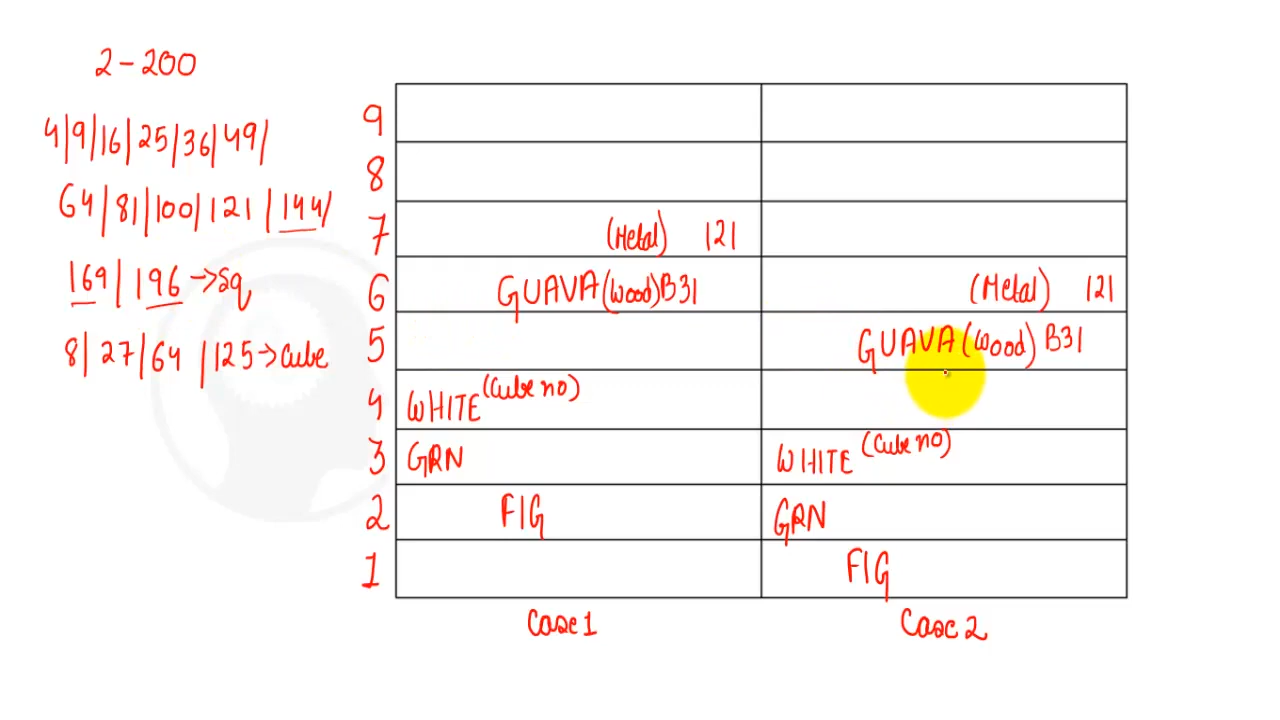 2 - 200
4|9|16|25|36|49|
64|81|100|121|144|
169|196→Sq
8|27|64|125→Cube
9
8
7 (Metal) 121
6 GUAVA(Wood)B31 (Metal) 121
5 GUAVA(Wood) B31
4 WHITE(Cube no)
3 GRN WHITE(Cube no)
2 FIG GRN
1 FIG
Case 1 Case 2